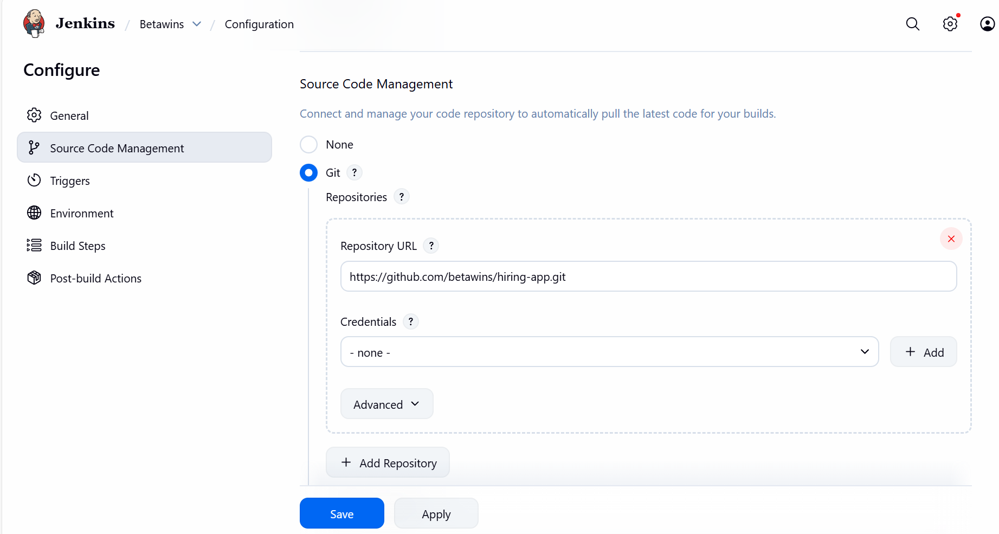 Jenkins / Betawins / Configuration
Configure
General
Source Code Management
Triggers
Environment
Build Steps
Post-build Actions
Source Code Management
Connect and manage your code repository to automatically pull the latest code for your builds.
None
Git ?
Repositories ?
Repository URL ?
https://github.com/betawins/hiring-app.git
Credentials ?
- none -
+ Add
Advanced
+ Add Repository
Save Apply